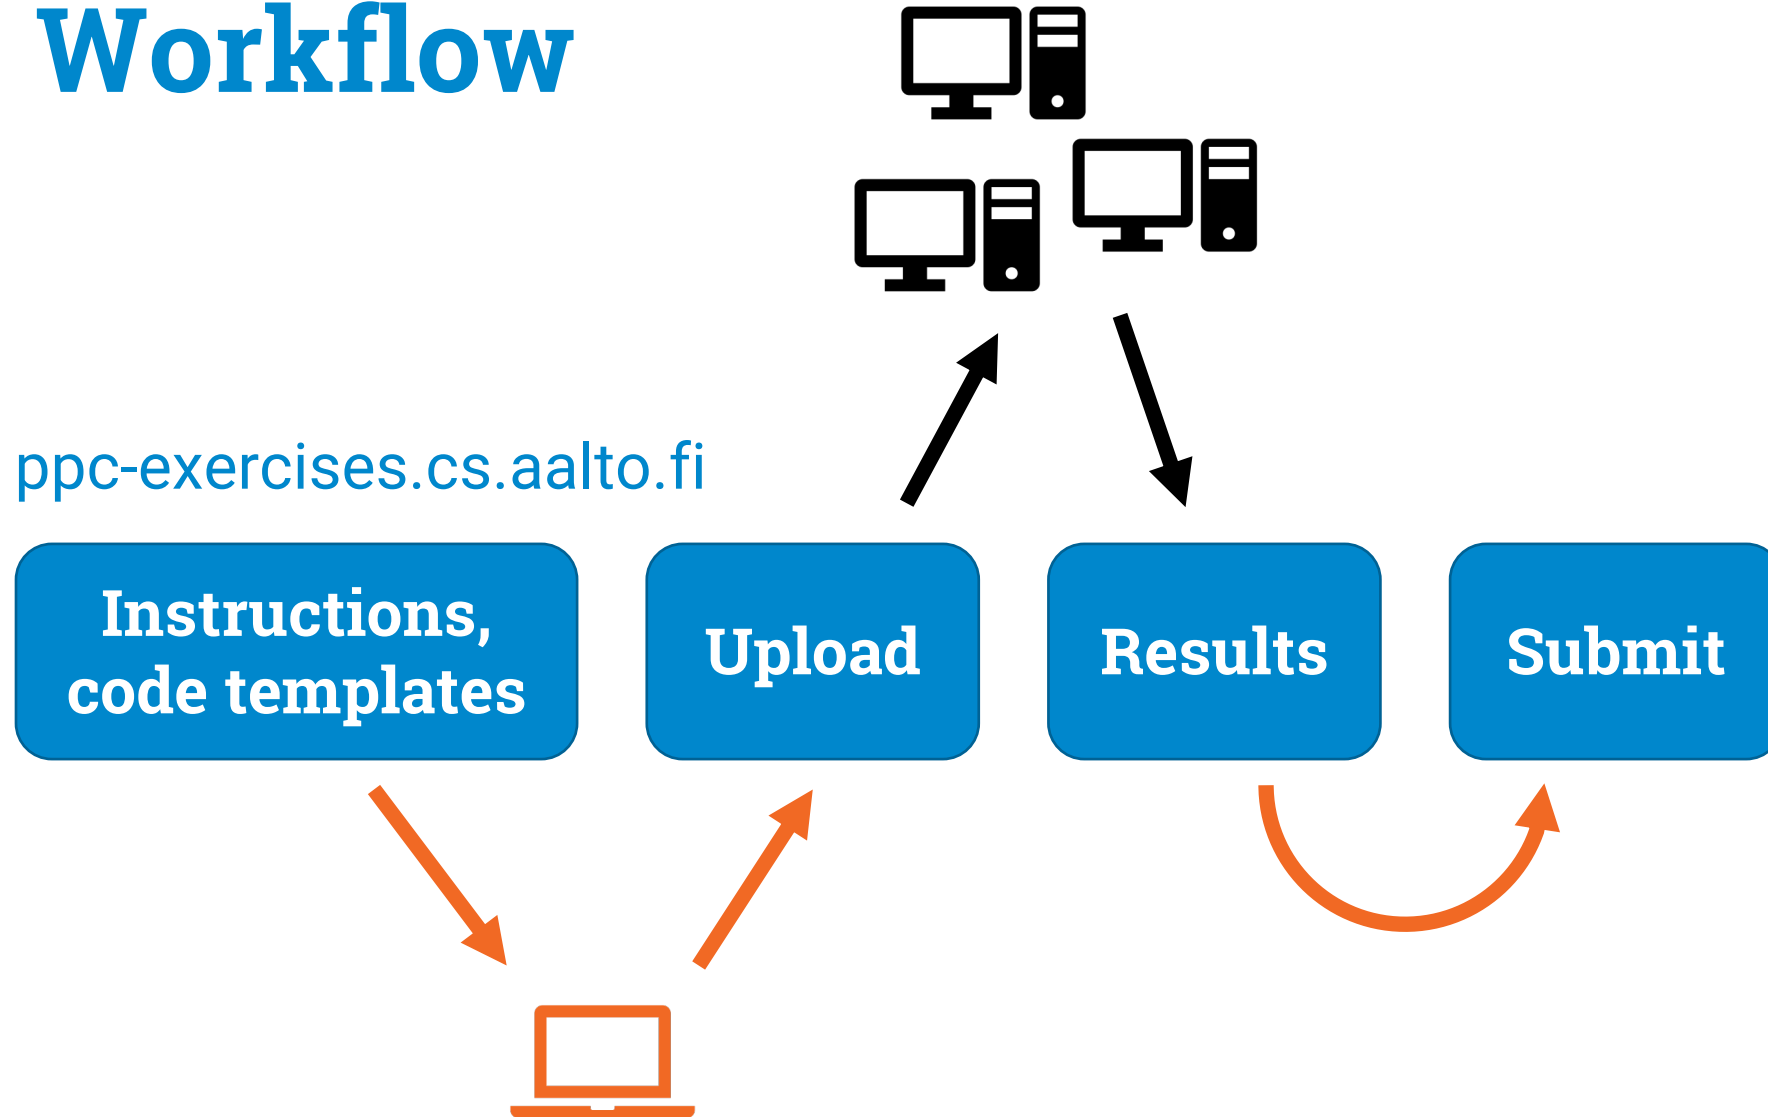 Workflow
ppc-exercises.cs.aalto.fi
Instructions,
code templates
Upload
Results
Submit